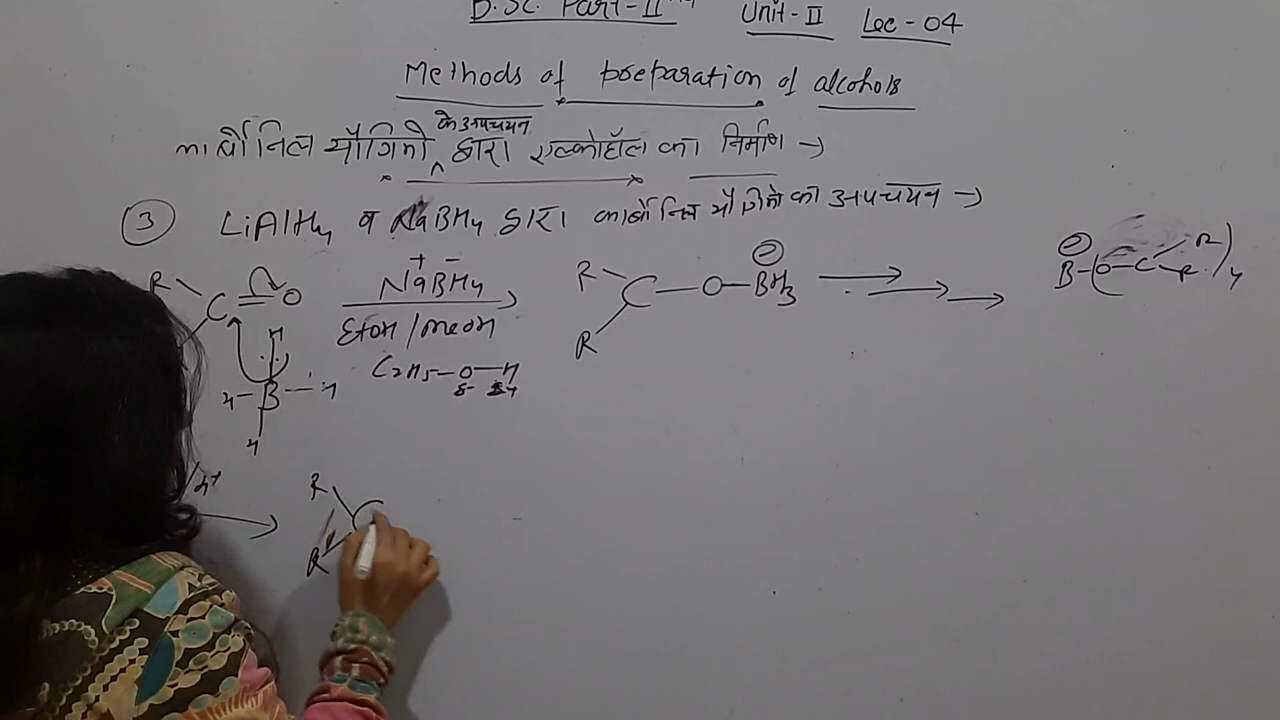 B.Sc. Part-II Unit-II Lec-04
Methods of preparation of alcohols
कार्बोनिल यौगिको के अपचयन द्वारा एल्कोहॉल का निर्माण →
③ LiAlH4 व NaBH4 द्वारा कार्बोनिल यौगिको का अपचयन →
R C=O + − NaBH4 R C—O—BH3 ⊖ → → → ⊖ B(O—C R R)4
EtOH/MeOH R
H C2H5—O—H
H—B—H δ- δ+
H
/H+ R C
R